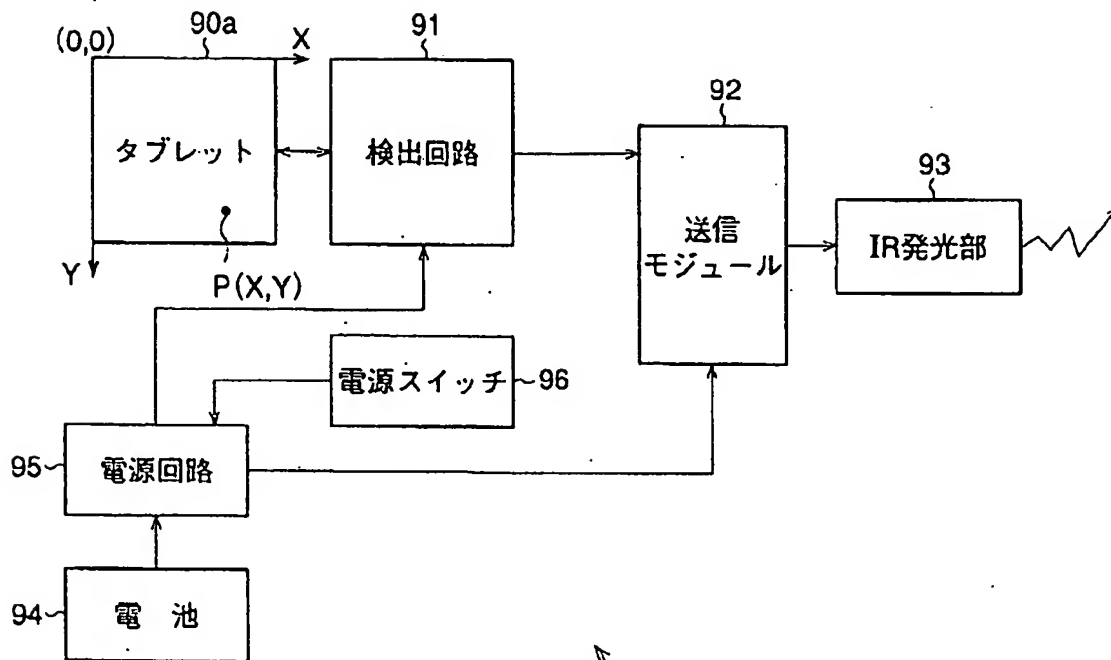 90a
91
(0,0)
X
92
タブレット
検出回路
93
送信
モジュール
IR発光部
Y
P(X,Y)
電源スイッチ
96
95
電源回路
94
電 池